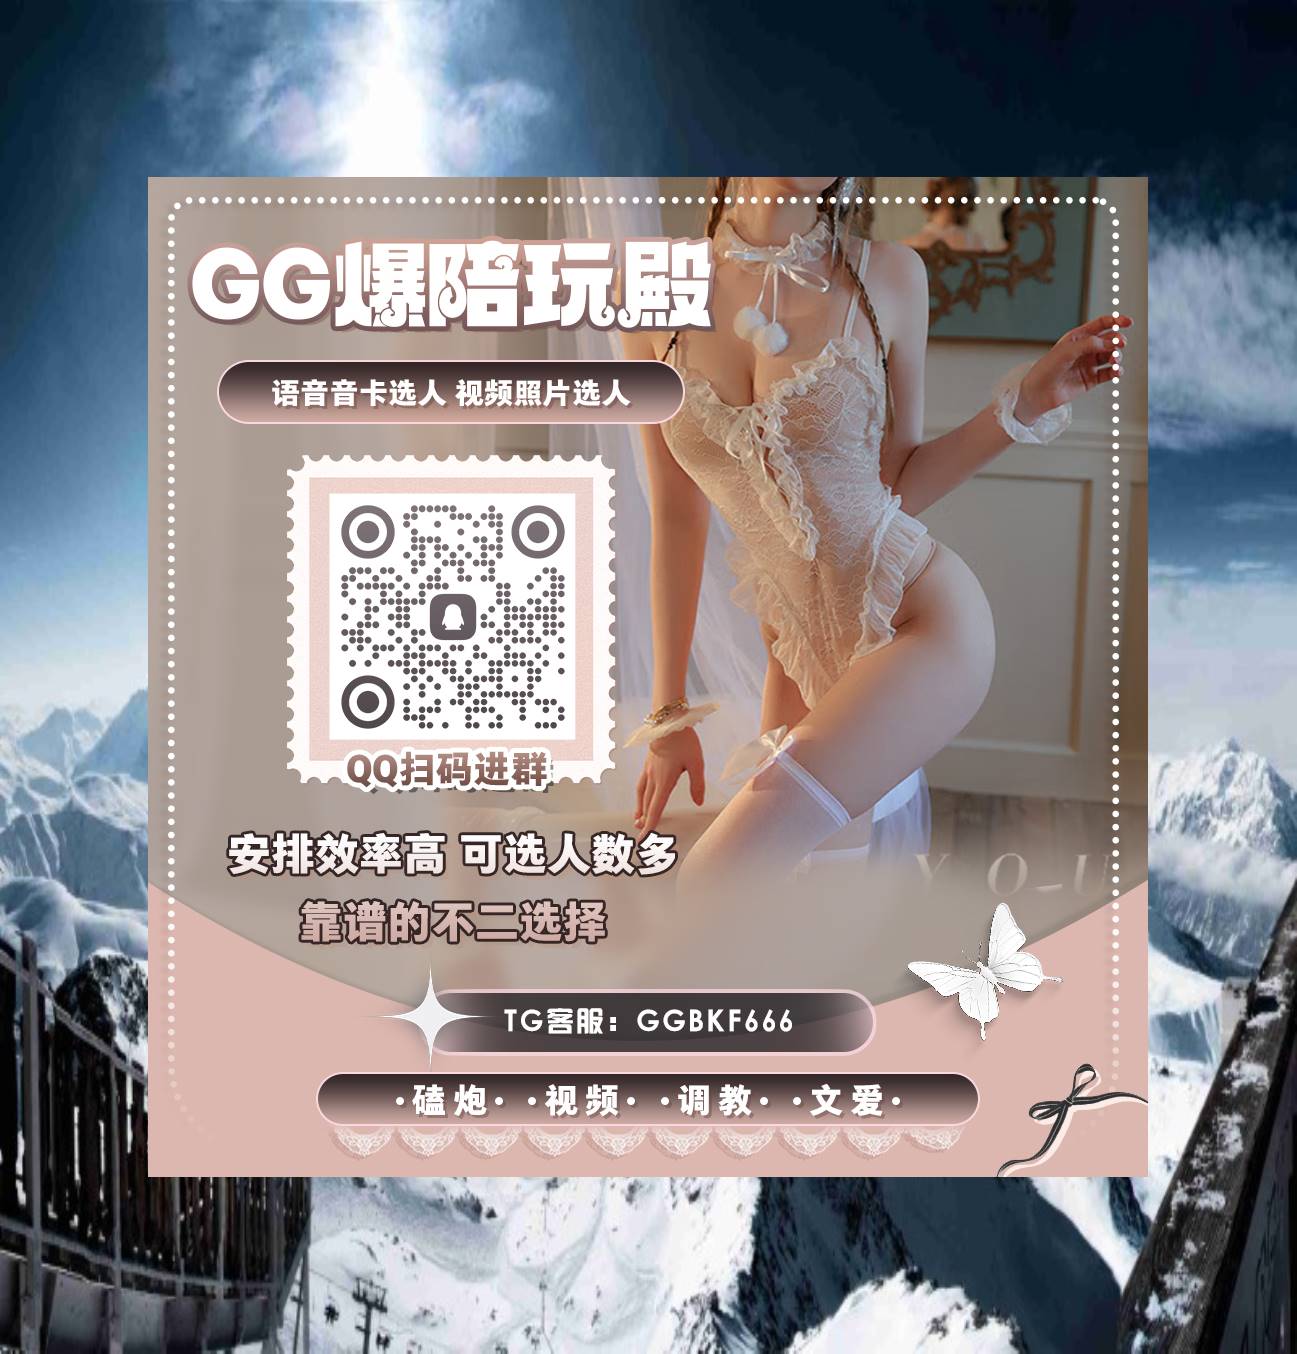 GG爆陪玩殿
语音音卡选人 视频照片选人
QQ扫码进群
安排效率高 可选人数多
靠谱的不二选择
Y O_U
TG客服：GGBKF666
·磕炮· ·视频· ·调教· ·文爱·